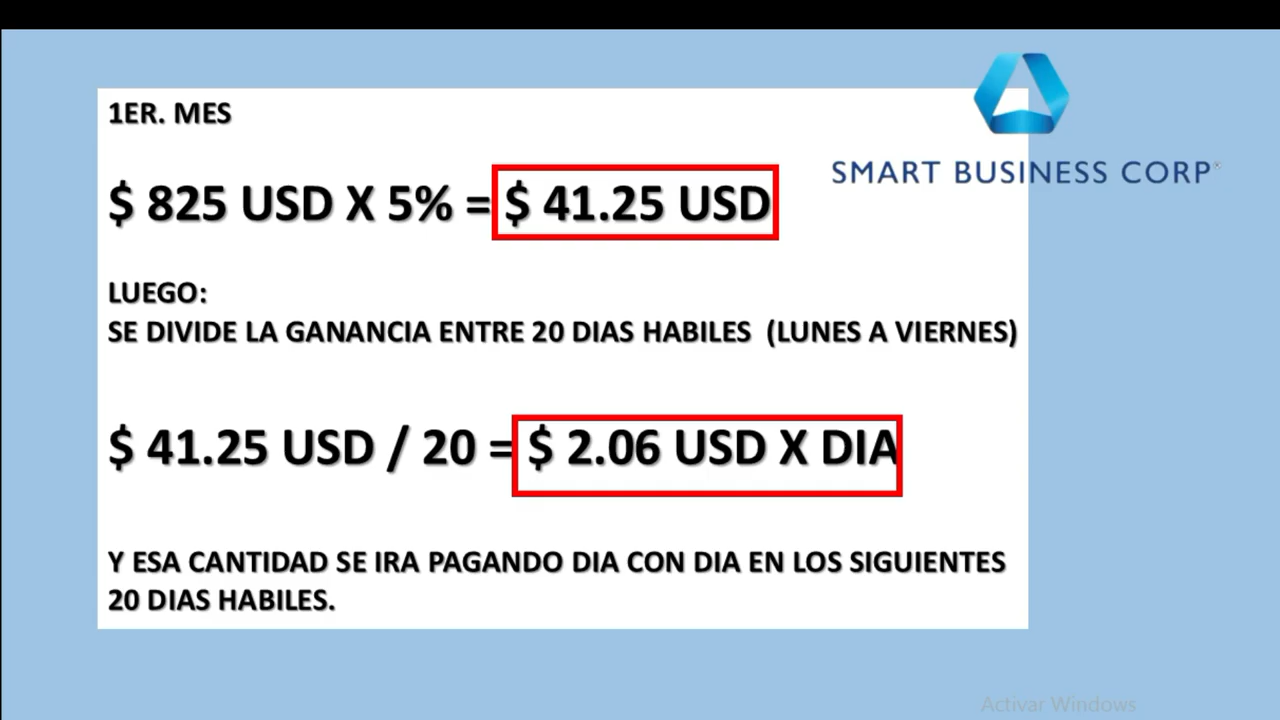 1ER. MES
SMART BUSINESS CORP
$ 825 USD X 5% = $ 41.25 USD
LUEGO:
SE DIVIDE LA GANANCIA ENTRE 20 DIAS HABILES (LUNES A VIERNES)
$ 41.25 USD / 20 = $ 2.06 USD X DIA
Y ESA CANTIDAD SE IRA PAGANDO DIA CON DIA EN LOS SIGUIENTES
20 DIAS HABILES.
Activar Windows